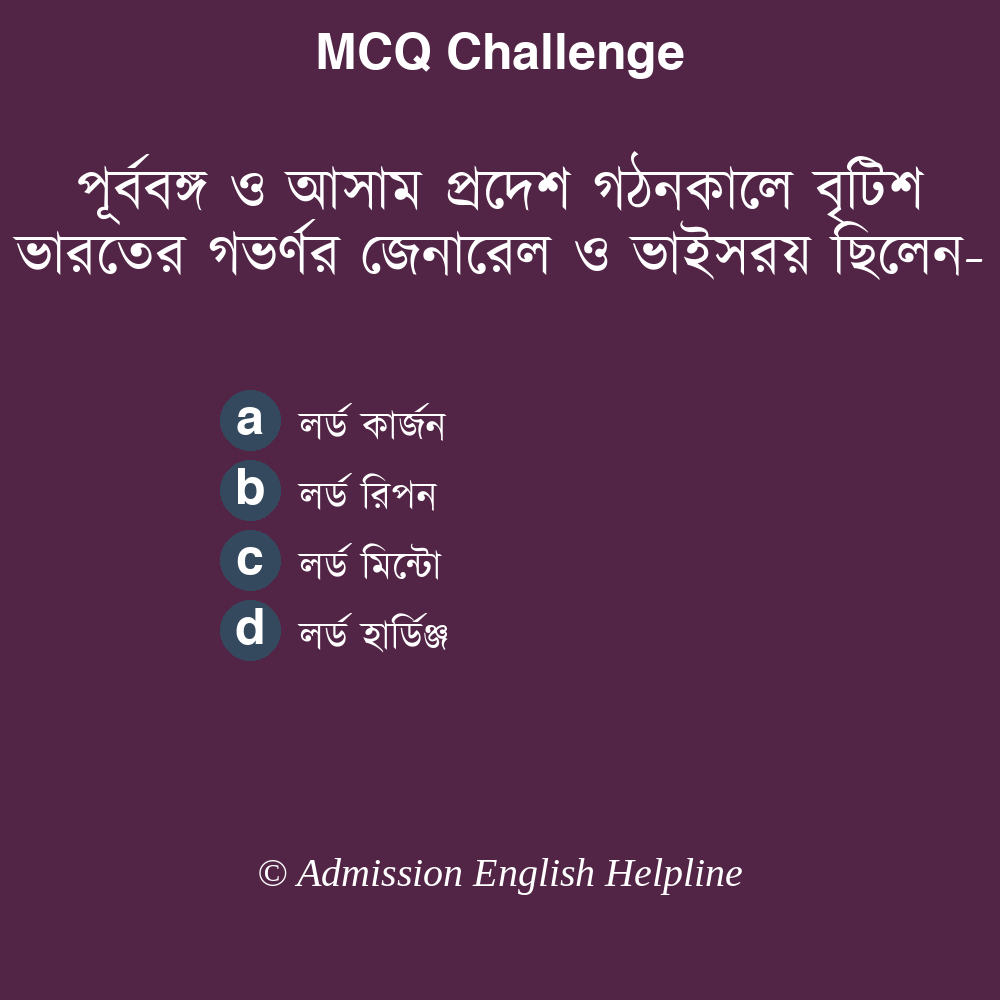 MCQ Challenge
পূর্ববঙ্গ ও আসাম প্রদেশ গঠনকালে বৃটিশ
ভারতের গভর্ণর জেনারেল ও ভাইসরয় ছিলেন-
a লর্ড কার্জন
b লর্ড রিপন
c লর্ড মিন্টো
d লর্ড হার্ডিঞ্জ
© Admission English Helpline